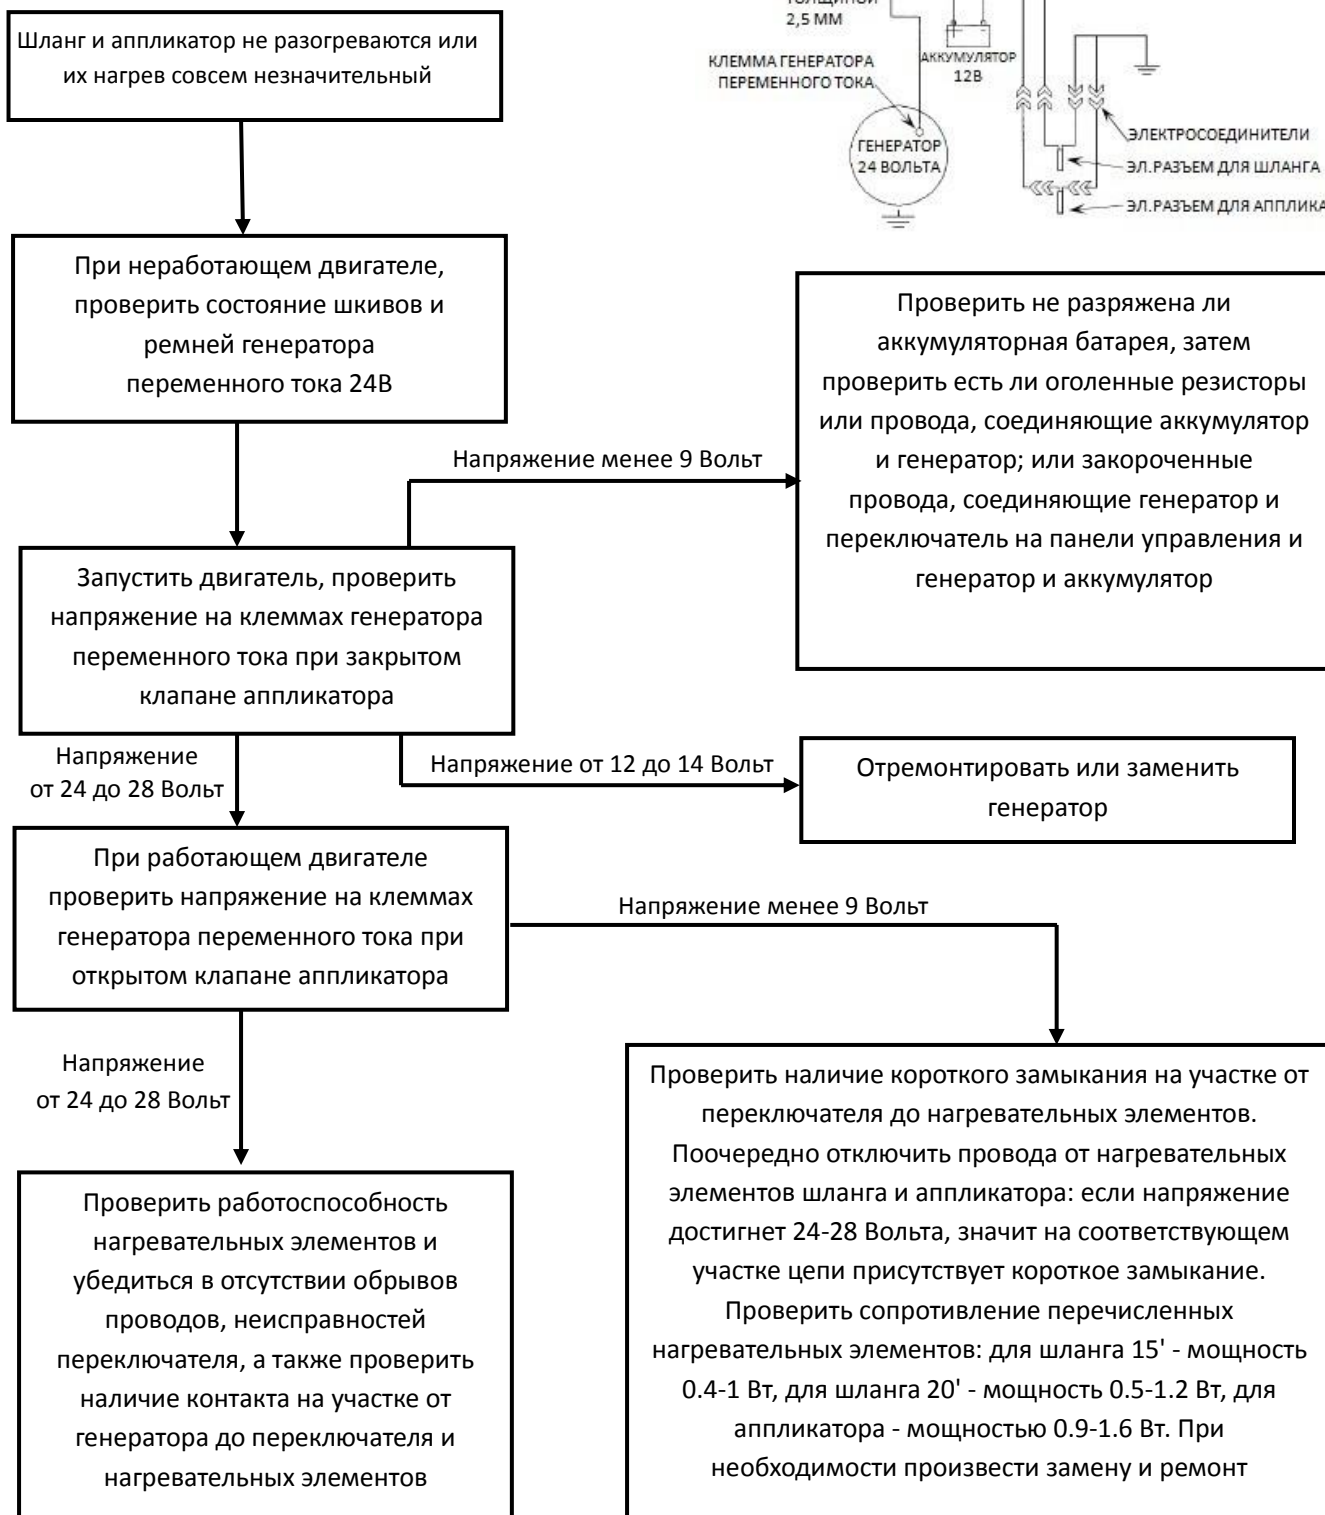 Шланг и аппликатор не разогреваются или
их нагрев совсем незначительный
ТОЛЩИНОЙ
2,5 ММ
КЛЕММА ГЕНЕРАТОРА
ПЕРЕМЕННОГО ТОКА
АККУМУЛЯТОР
12В
ГЕНЕРАТОР
24 ВОЛЬТА
ЭЛЕКТРОСОЕДИНИТЕЛИ
ЭЛ.РАЗЪЕМ ДЛЯ ШЛАНГА
ЭЛ.РАЗЪЕМ ДЛЯ АППЛИКА
При неработающем двигателе,
проверить состояние шкивов и
ремней генератора
переменного тока 24В
Напряжение менее 9 Вольт
Проверить не разряжена ли
аккумуляторная батарея, затем
проверить есть ли оголенные резисторы
или провода, соединяющие аккумулятор
и генератор; или закороченные
провода, соединяющие генератор и
переключатель на панели управления и
генератор и аккумулятор
Запустить двигатель, проверить
напряжение на клеммах генератора
переменного тока при закрытом
клапане аппликатора
Напряжение
от 24 до 28 Вольт
Напряжение от 12 до 14 Вольт
Отремонтировать или заменить
генератор
При работающем двигателе
проверить напряжение на клеммах
генератора переменного тока при
открытом клапане аппликатора
Напряжение менее 9 Вольт
Напряжение
от 24 до 28 Вольт
Проверить работоспособность
нагревательных элементов и
убедиться в отсутствии обрывов
проводов, неисправностей
переключателя, а также проверить
наличие контакта на участке от
генератора до переключателя и
нагревательных элементов
Проверить наличие короткого замыкания на участке от
переключателя до нагревательных элементов.
Поочередно отключить провода от нагревательных
элементов шланга и аппликатора: если напряжение
достигнет 24-28 Вольта, значит на соответствующем
участке цепи присутствует короткое замыкание.
Проверить сопротивление перечисленных
нагревательных элементов: для шланга 15' - мощность
0.4-1 Вт, для шланга 20' - мощность 0.5-1.2 Вт, для
аппликатора - мощностью 0.9-1.6 Вт. При
необходимости произвести замену и ремонт